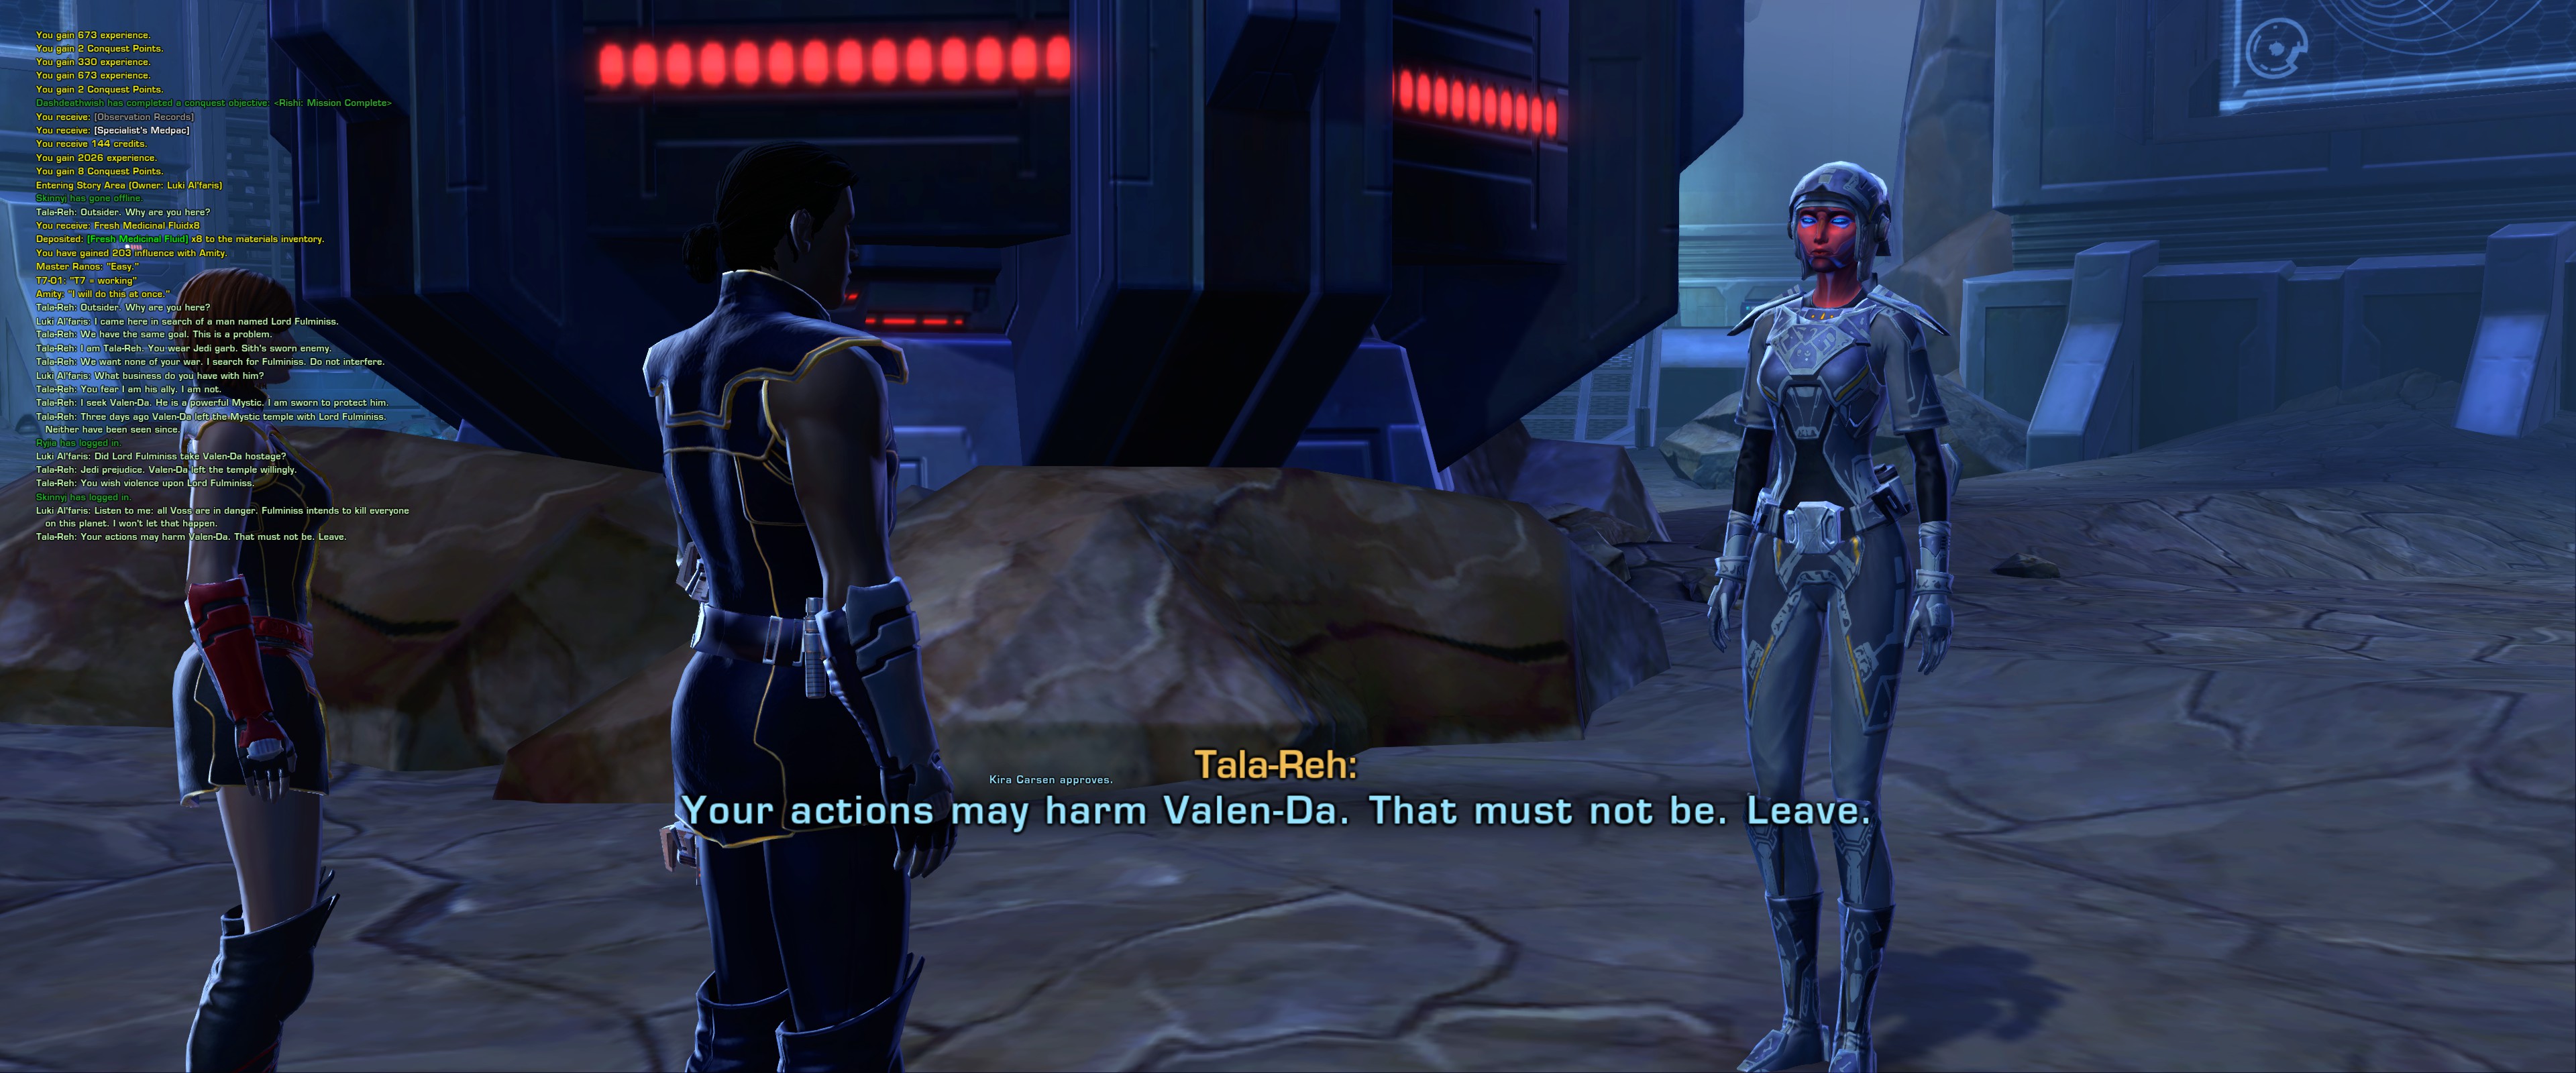 You gain 673 experience.
You gain 2 Conquest Points.
You gain 330 experience.
You gain 673 experience.
You gain 2 Conquest Points.
Dashdeathwish has completed a conquest objective. <Rishi: Mission Complete>
You receive: [Observation Records]
You receive: [Specialist's Medpac]
You receive 144 credits.
You gain 2026 experience.
You gain 8 Conquest Points.
Entering Story Area (Owner: Luki Al'faris)
Skinnyj has gone offline.
Tala-Reh: Outsider. Why are you here?
You receive: Fresh Medicinal Fluidx8
Deposited: [Fresh Medicinal Fluid] x8 to the materials inventory.
You have gained 203 influence with Amity.
Master Ranos: "Easy."
T7-01: "T7 = working"
Amity: "I will do this at once."
Tala-Reh: Outsider. Why are you here?
Luki Al'faris: I came here in search of a man named Lord Fulminiss.
Tala-Reh: We have the same goal. This is a problem.
Tala-Reh: I am Tala-Reh. You wear Jedi garb. Sith's sworn enemy.
Tala-Reh: We want none of your war. I search for Fulminiss. Do not interfere.
Luki Al'faris: What business do you have with him?
Tala-Reh: You fear I am his ally. I am not.
Tala-Reh: I seek Valen-Da. He is a powerful Mystic. I am sworn to protect him.
Tala-Reh: Three days ago Valen-Da left the Mystic temple with Lord Fulminiss.
Neither have been seen since.
Ryjia has logged in.
Luki Al'faris: Did Lord Fulminiss take Valen-Da hostage?
Tala-Reh: Jedi prejudice. Valen-Da left the temple willingly.
Tala-Reh: You wish violence upon Lord Fulminiss.
Skinnyj has logged in.
Luki Al'faris: Listen to me: all Voss are in danger. Fulminiss intends to kill everyone
on this planet. I won't let that happen.
Tala-Reh: Your actions may harm Valen-Da. That must not be. Leave.
Tala-Reh:
Kira Carsen approves.
Your actions may harm Valen-Da. That must not be. Leave.